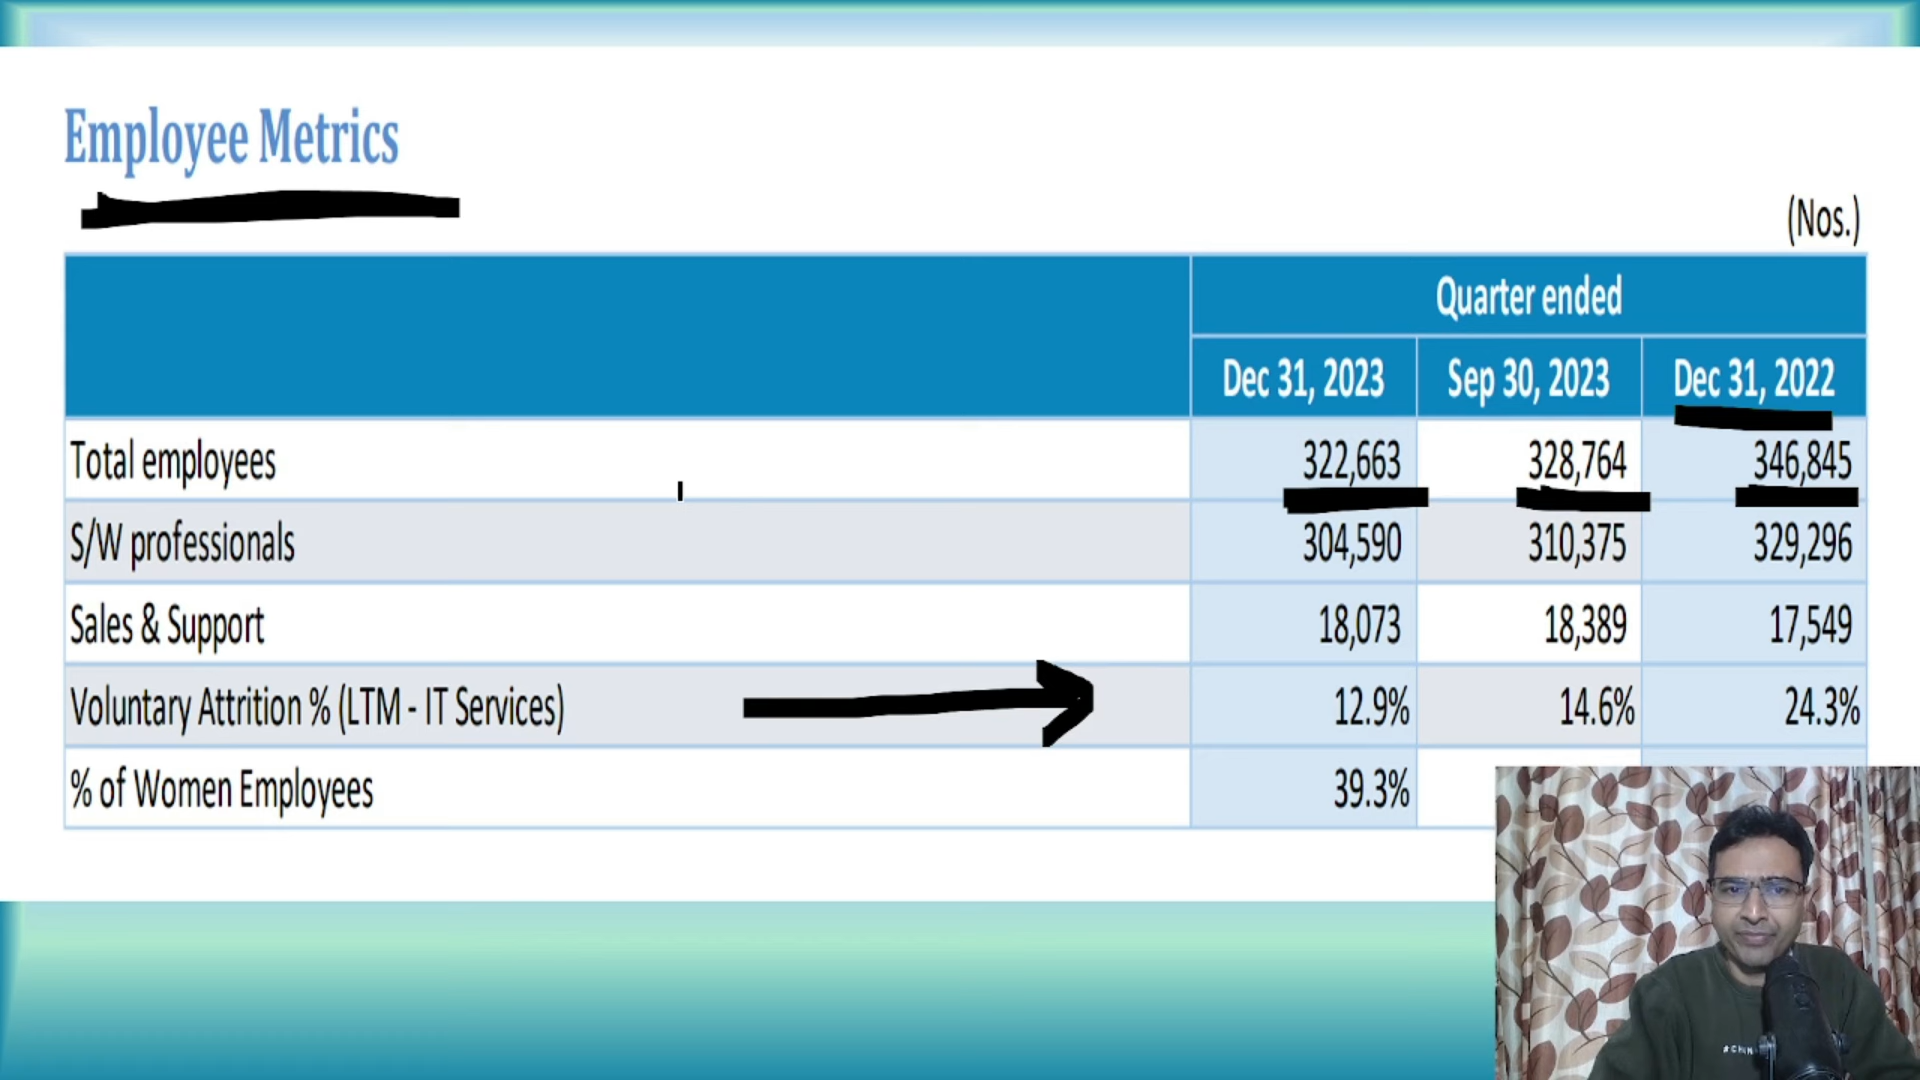 Employee Metrics
(Nos.)
Quarter ended
Dec 31, 2023 Sep 30, 2023 Dec 31, 2022
Total employees 322,663 328,764 346,845
S/W professionals 304,590 310,375 329,296
Sales & Support 18,073 18,389 17,549
Voluntary Attrition % (LTM - IT Services) 12.9% 14.6% 24.3%
% of Women Employees 39.3%